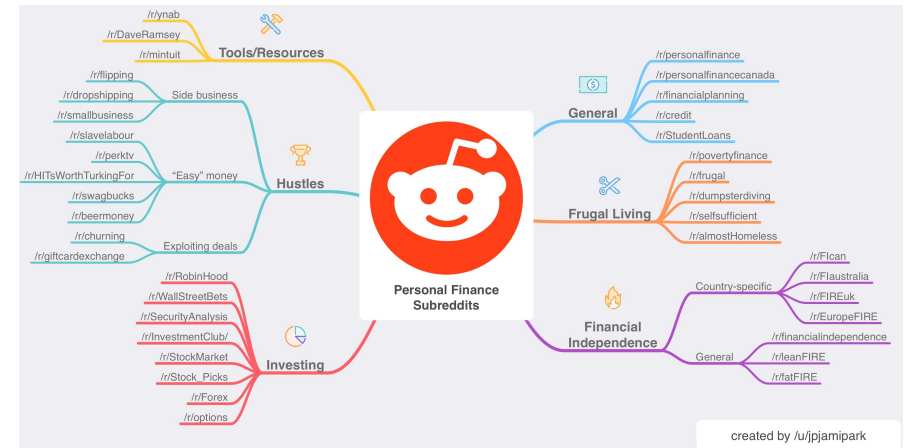 /r/ynab
/r/DaveRamsey
/r/mintuit
Tools/Resources
/r/flipping
/r/dropshipping
/r/smallbusiness
Side business
/r/slavelabour
/r/perktv
/r/HITsWorthTurkingFor
/r/swagbucks
/r/beermoney
“Easy” money
Hustles
/r/churning
/r/giftcardexchange
Exploiting deals
/r/RobinHood
/r/WallStreetBets
/r/SecurityAnalysis
/r/InvestmentClub/
/r/StockMarket
/r/Stock_Picks
/r/Forex
/r/options
Investing
Personal Finance
Subreddits
General
/r/personalfinance
/r/personalfinancecanada
/r/financialplanning
/r/credit
/r/StudentLoans
Frugal Living
/r/povertyfinance
/r/frugal
/r/dumpsterdiving
/r/selfsufficient
/r/almostHomeless
Financial
Independence
Country-specific
/r/FIcan
/r/FIaustralia
/r/FIREuk
/r/EuropeFIRE
General
/r/financialindependence
/r/leanFIRE
/r/fatFIRE
created by /u/jpjamipark